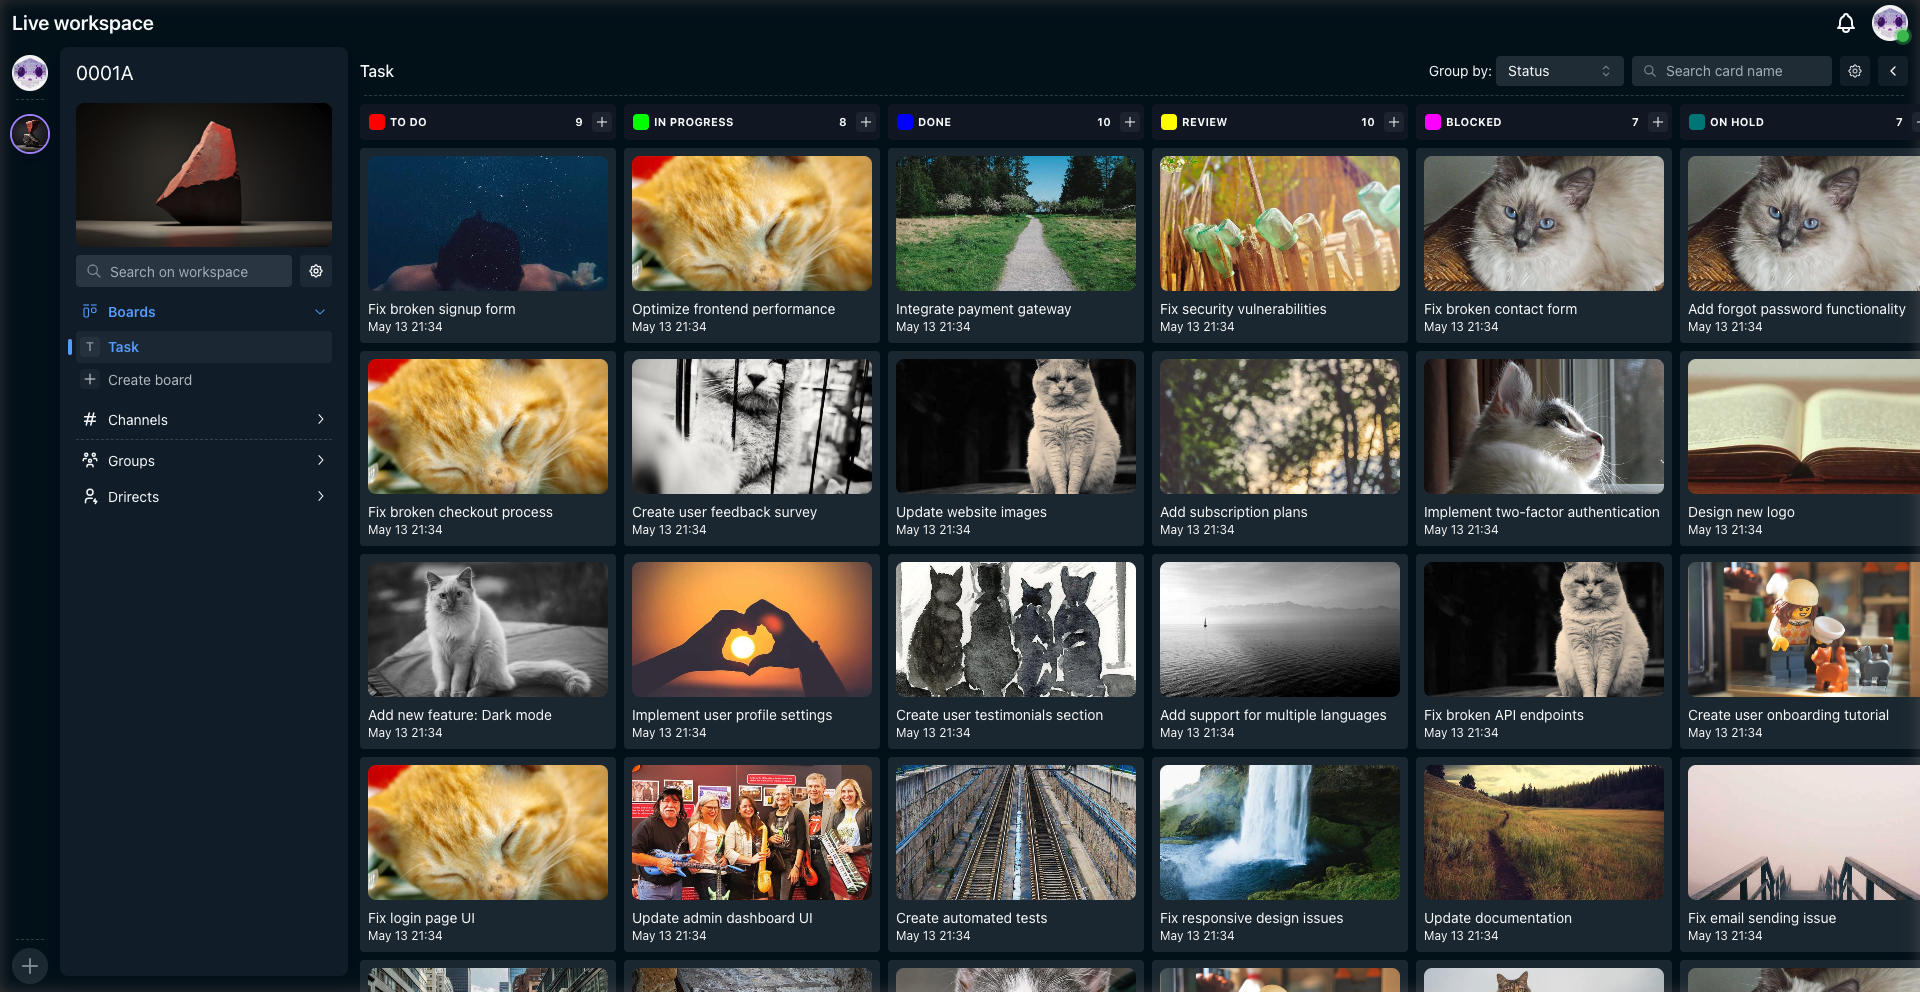 Live workspace
0001A
Search on workspace
Boards
T Task
Create board
# Channels
Groups
Drirects
Task
Group by: Status
Search card name
TO DO 9
Fix broken signup form
May 13 21:34
Fix broken checkout process
May 13 21:34
Add new feature: Dark mode
May 13 21:34
Fix login page UI
May 13 21:34
IN PROGRESS 8
Optimize frontend performance
May 13 21:34
Create user feedback survey
May 13 21:34
Implement user profile settings
May 13 21:34
Update admin dashboard UI
May 13 21:34
DONE 10
Integrate payment gateway
May 13 21:34
Update website images
May 13 21:34
Create user testimonials section
May 13 21:34
Create automated tests
May 13 21:34
REVIEW 10
Fix security vulnerabilities
May 13 21:34
Add subscription plans
May 13 21:34
Add support for multiple languages
May 13 21:34
Fix responsive design issues
May 13 21:34
BLOCKED 7
Fix broken contact form
May 13 21:34
Implement two-factor authentication
May 13 21:34
Fix broken API endpoints
May 13 21:34
Update documentation
May 13 21:34
ON HOLD 7
Add forgot password functionality
May 13 21:34
Design new logo
May 13 21:34
Create user onboarding tutorial
May 13 21:34
Fix email sending issue
May 13 21:34